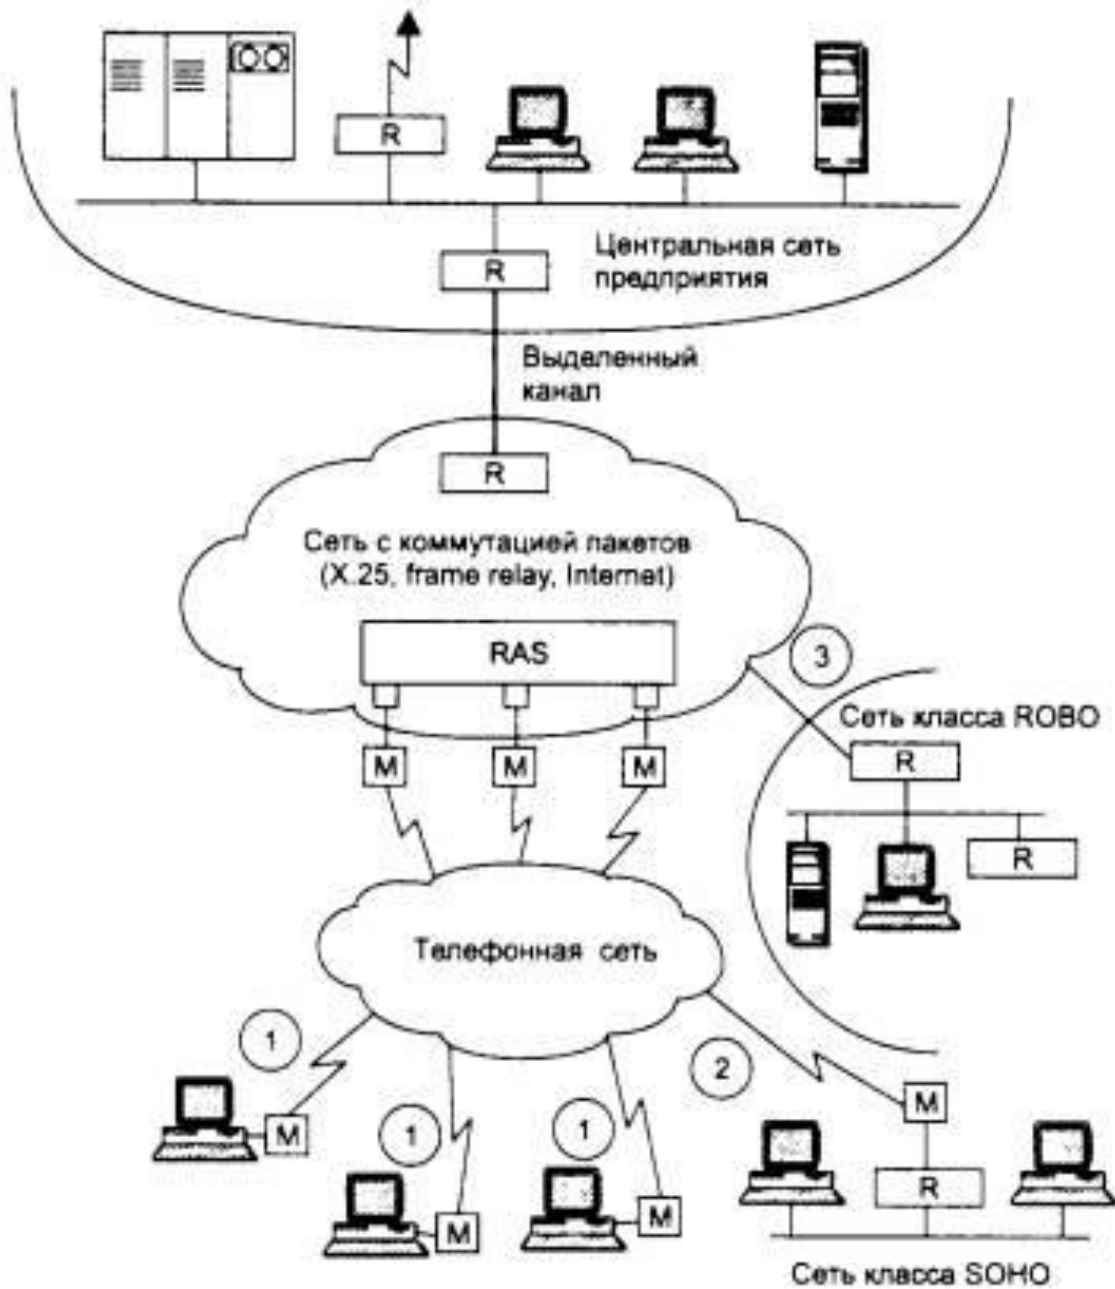 R
Центральная сеть
предприятия
R
Выделенный
канал
R
Сеть с коммутацией пакетов
(X.25, frame relay, Internet)
RAS
3
Сеть класса ROBO
M
M
M
R
R
Телефонная сеть
1
2
M
1
1
M
M
M
R
Сеть класса SOHO